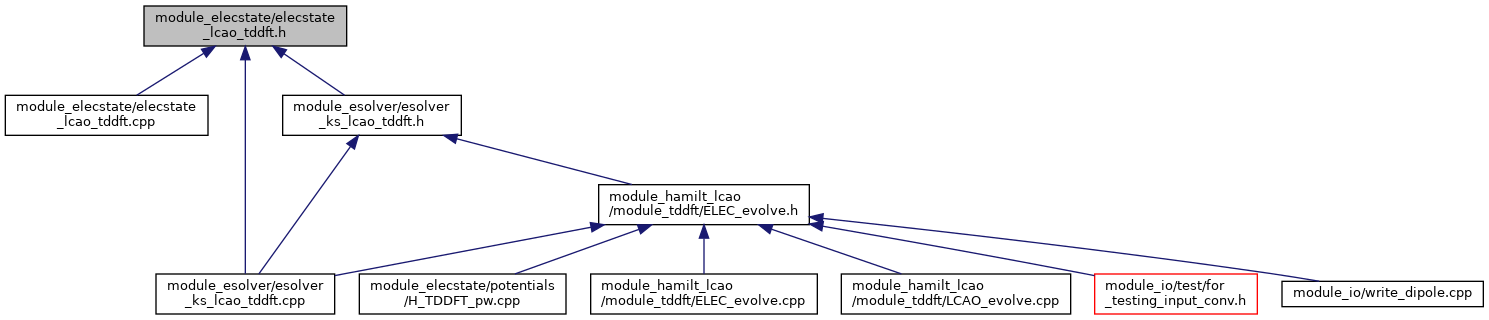 module_elecstate/elecstate
_lcao_tddft.h
module_elecstate/elecstate
_lcao_tddft.cpp
module_esolver/esolver
_ks_lcao_tddft.h
module_hamilt_lcao
/module_tddft/ELEC_evolve.h
module_esolver/esolver
_ks_lcao_tddft.cpp
module_elecstate/potentials
/H_TDDFT_pw.cpp
module_hamilt_lcao
/module_tddft/ELEC_evolve.cpp
module_hamilt_lcao
/module_tddft/LCAO_evolve.cpp
module_io/test/for
_testing_input_conv.h
module_io/write_dipole.cpp